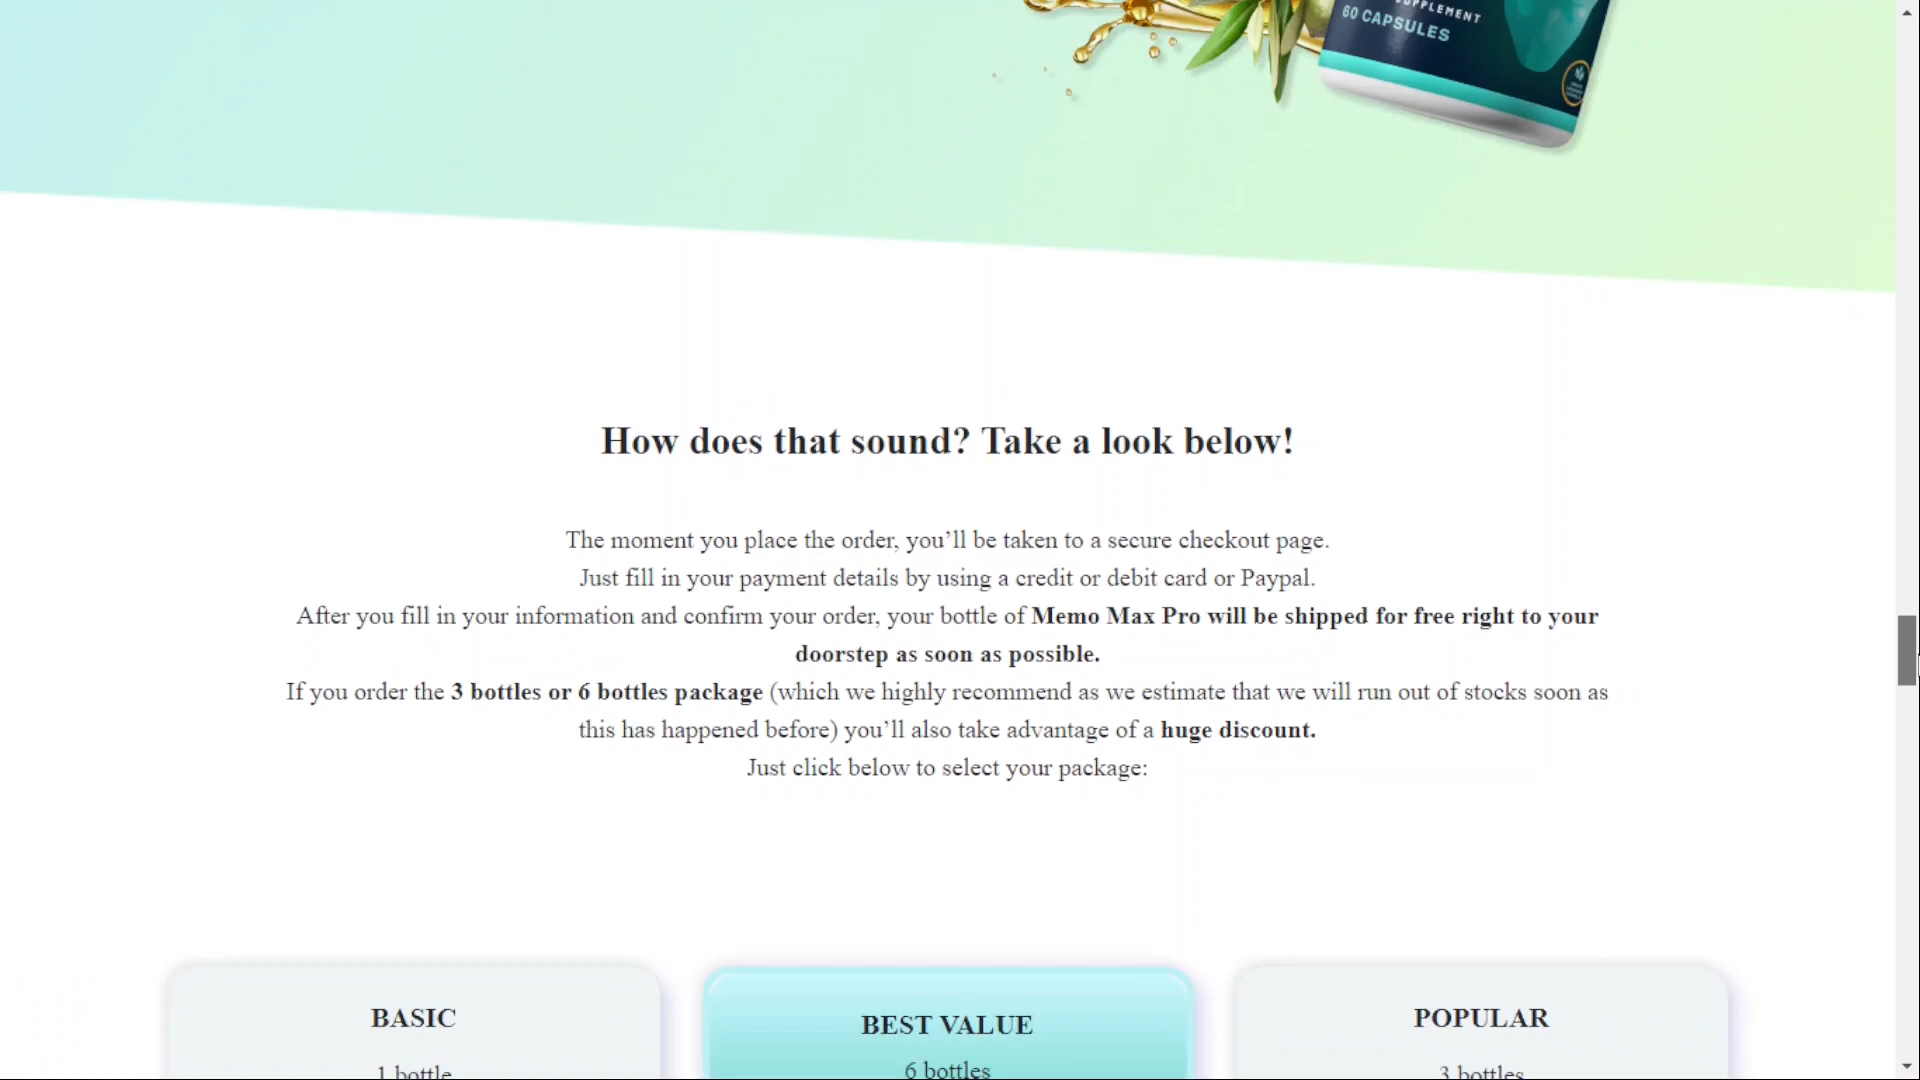 SUPPLEMENT
60 CAPSULES
How does that sound? Take a look below!
The moment you place the order, you’ll be taken to a secure checkout page.
Just fill in your payment details by using a credit or debit card or Paypal.
After you fill in your information and confirm your order, your bottle of Memo Max Pro will be shipped for free right to your
doorstep as soon as possible.
If you order the 3 bottles or 6 bottles package (which we highly recommend as we estimate that we will run out of stocks soon as
this has happened before) you’ll also take advantage of a huge discount.
Just click below to select your package:
BASIC
BEST VALUE
POPULAR
1 bottle
6 bottles
3 bottles